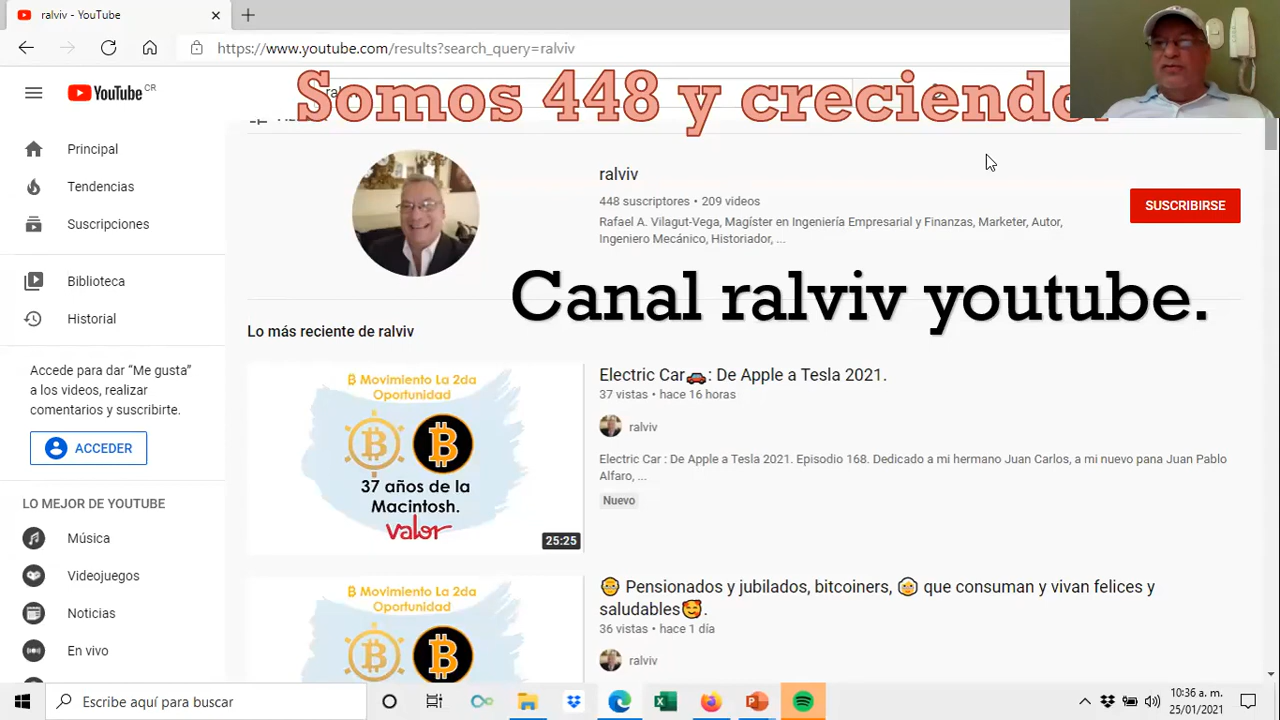 ralviv - YouTube
https://www.youtube.com/results?search_query=ralviv
Somos 448 y creciendo.
YouTube CR
Principal
Tendencias
Suscripciones
Biblioteca
Historial
Accede para dar “Me gusta”
a los videos, realizar
comentarios y suscribirte.
ACCEDER
LO MEJOR DE YOUTUBE
Música
Videojuegos
Noticias
En vivo
ralviv
448 suscriptores • 209 videos
Rafael A. Vilagut-Vega, Magíster en Ingeniería Empresarial y Finanzas, Marketer, Autor,
Ingeniero Mecánico, Historiador, ...
SUSCRIBIRSE
Canal ralviv youtube.
Lo más reciente de ralviv
₿ Movimiento La 2da
Oportunidad
37 años de la
Macintosh.
valor
25:25
Electric Car🚗: De Apple a Tesla 2021.
37 vistas • hace 16 horas
ralviv
Electric Car : De Apple a Tesla 2021. Episodio 168. Dedicado a mi hermano Juan Carlos, a mi nuevo pana Juan Pablo
Alfaro, ...
Nuevo
₿ Movimiento La 2da
Oportunidad
👴 Pensionados y jubilados, bitcoiners, 👵 que consuman y vivan felices y
saludables🥰.
36 vistas • hace 1 día
ralviv
Escribe aquí para buscar
10:36 a. m.
25/01/2021